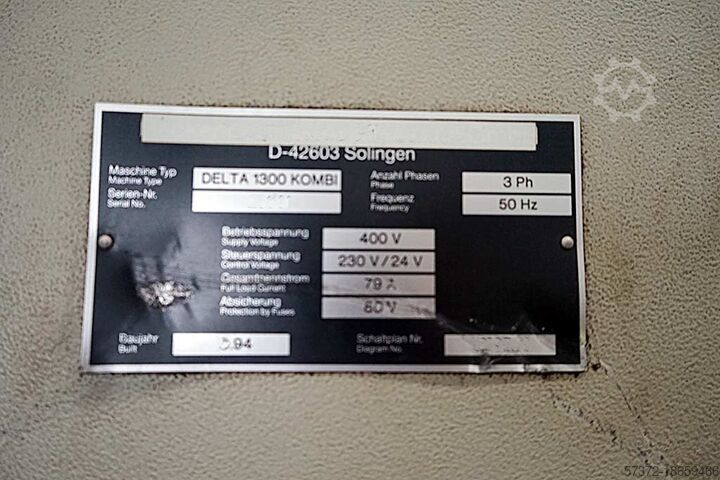 D-42603 Solingen
Maschine Typ DELTA 1300 KOMBI Anzahl Phasen 3 Ph
Machine Type Phase
Serien-Nr. Frequenz 50 Hz
Serial No. Frequency
Betriebsspannung 400 V
Supply Voltage
Steuerspannung 230 V/24 V
Control Voltage
Gesamtnennstrom 79 A
Full Load Current
Absicherung 80
Protection by Fuses
Baujahr .94 Schaltplan Nr.
Built Diagram No.
57372-18859466